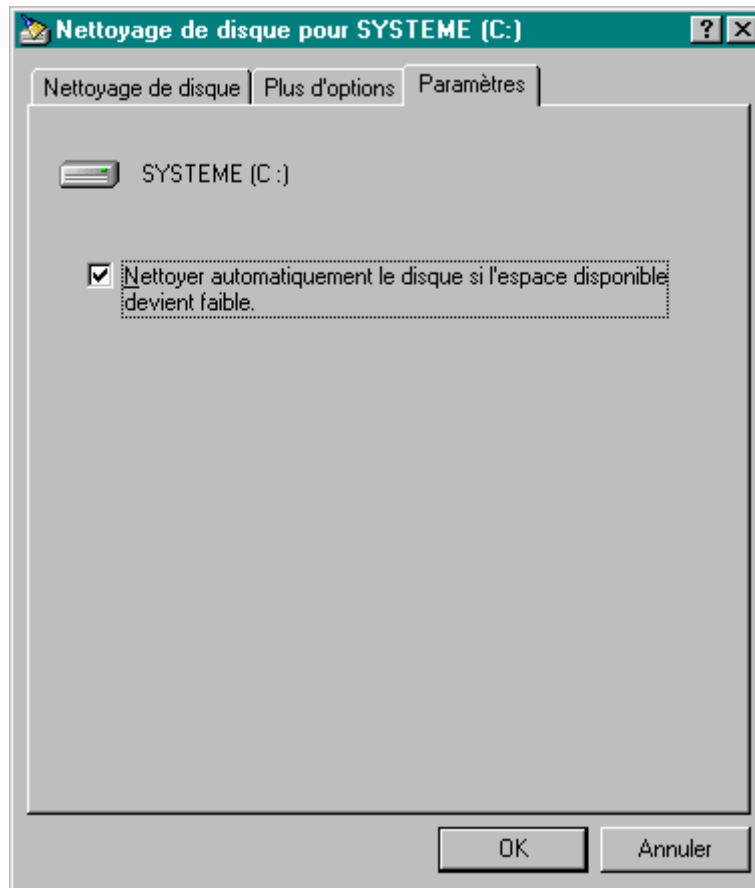 Nettoyage de disque pour SYSTEME (C:)
Nettoyage de disque
Plus d'options
Paramètres
SYSTEME (C :)
Nettoyer automatiquement le disque si l'espace disponible
devient faible.
OK
Annuler